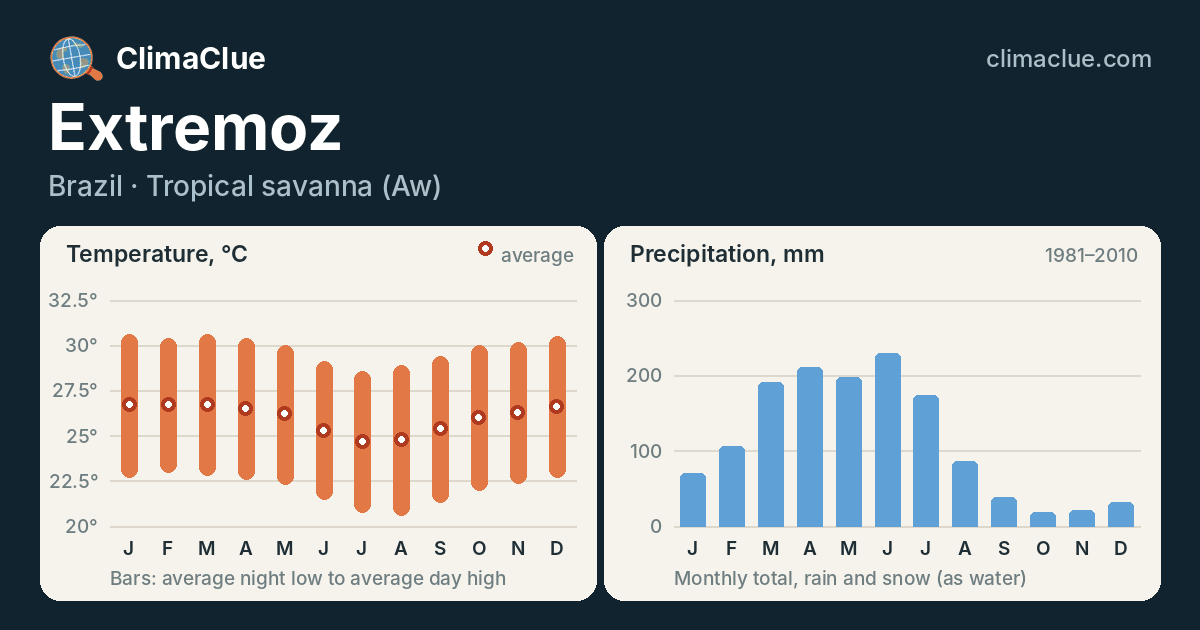 ClimaClue
climaclue.com
Extremoz
Brazil · Tropical savanna (Aw)
Temperature, °C
average
32.5°
30°
27.5°
25°
22.5°
20°
J F M A M J J A S O N D
Bars: average night low to average day high
Precipitation, mm
1981–2010
300
200
100
0
J F M A M J J A S O N D
Monthly total, rain and snow (as water)